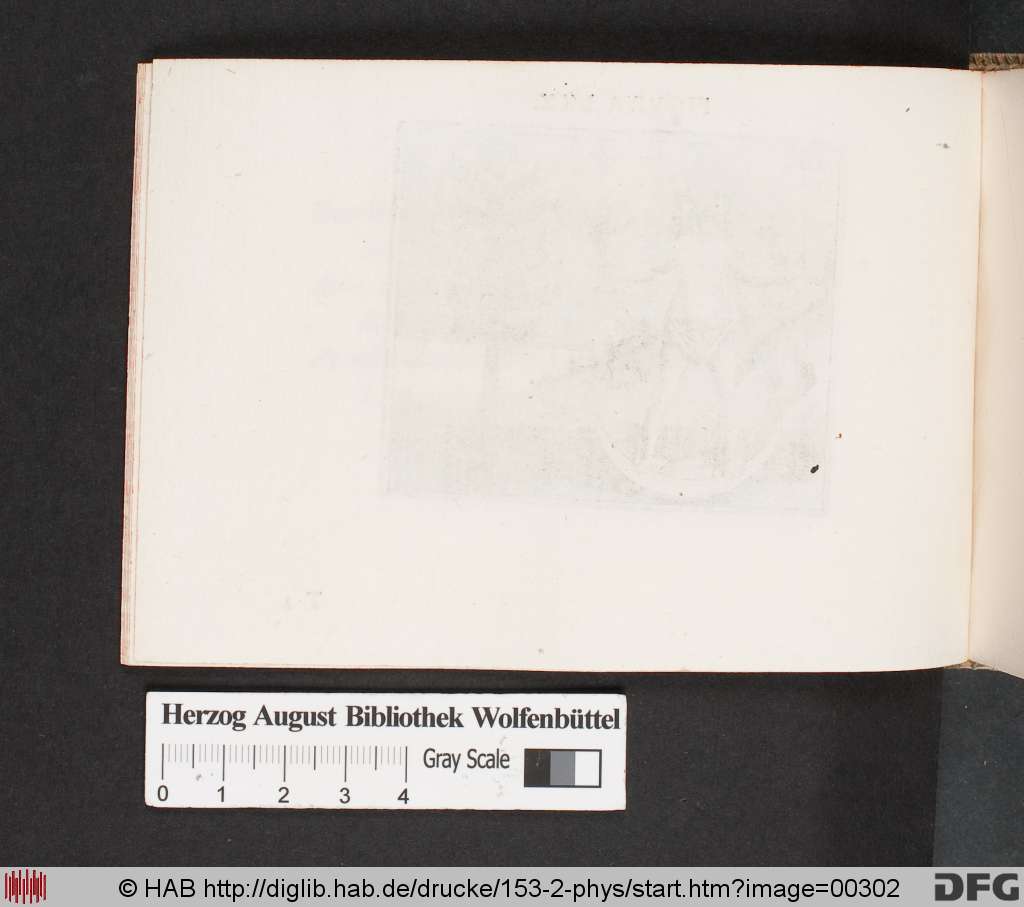 Herzog August Bibliothek Wolfenbüttel
Gray Scale
0 1 2 3 4
© HAB http://diglib.hab.de/drucke/153-2-phys/start.htm?image=00302
DFG